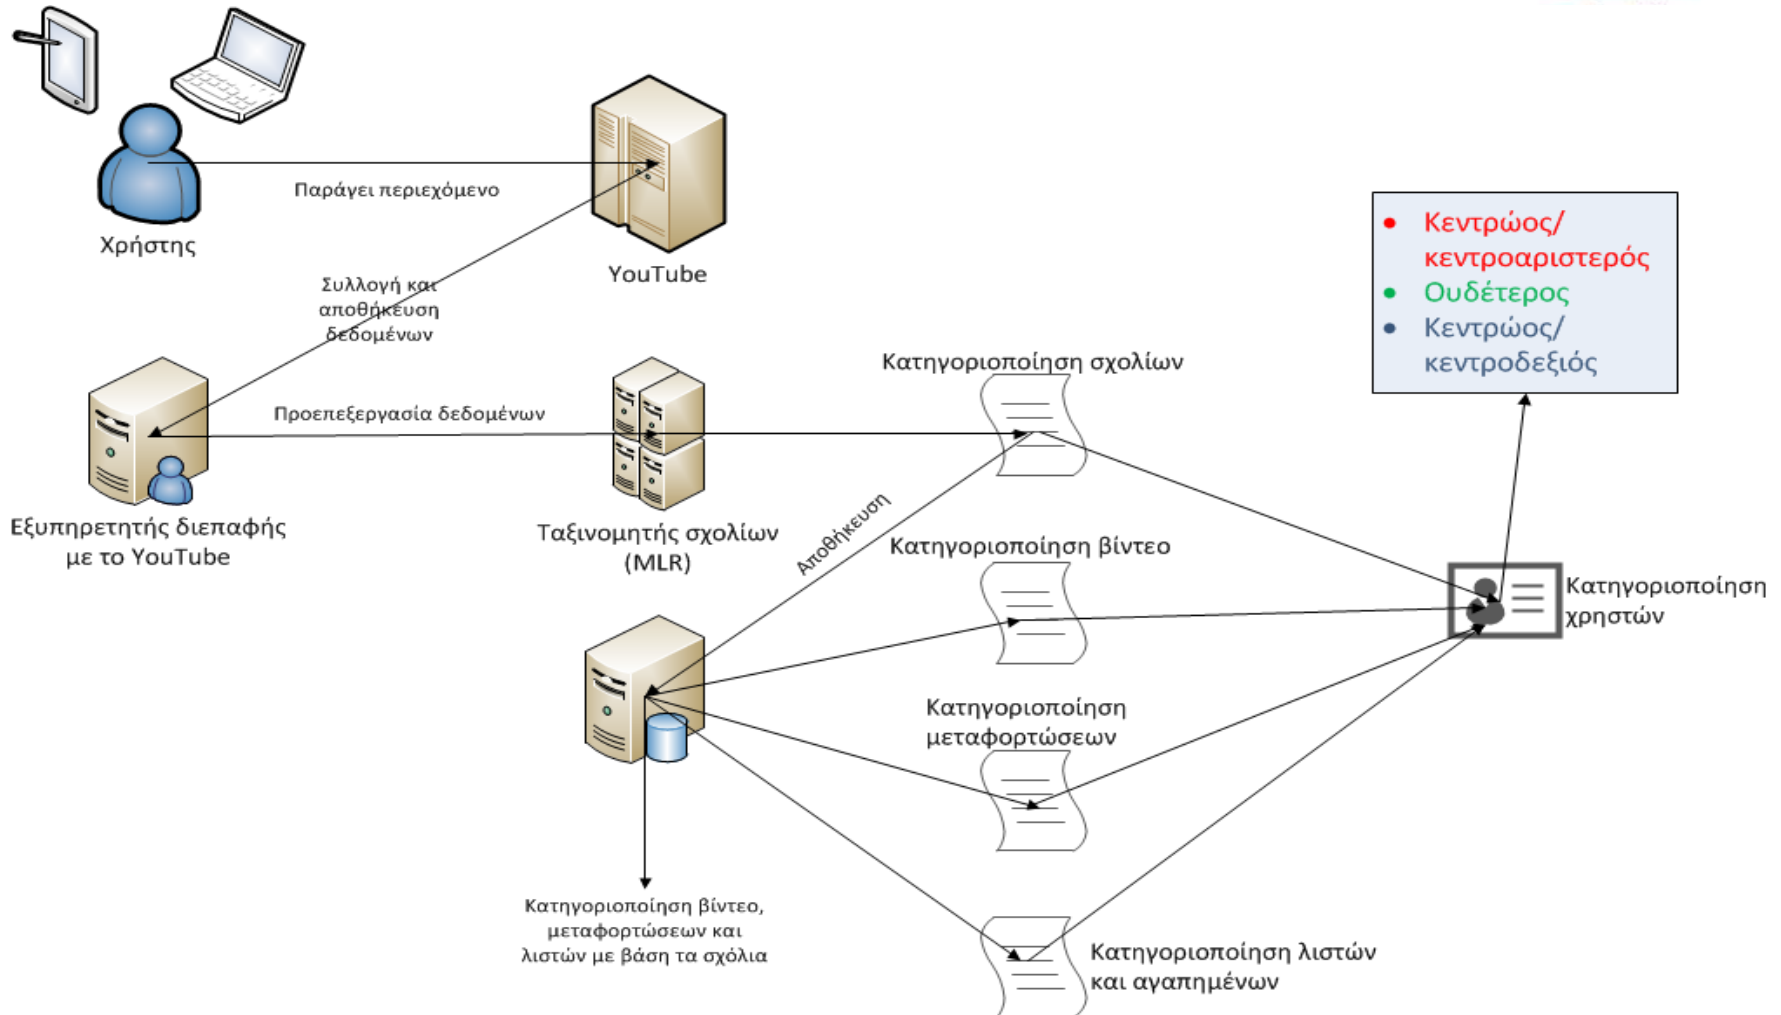 Χρήστης
Παράγει περιεχόμενο
YouTube
Συλλογή και
αποθήκευση
δεδομένων
• Κεντρώος/
κεντροαριστερός
• Ουδέτερος
• Κεντρώος/
κεντροδεξιός
Προεπεξεργασία δεδομένων
Εξυπηρετητής διεπαφής
με το YouTube
Ταξινομητής σχολίων
(MLR)
Κατηγοριοποίηση σχολίων
Αποθήκευση
Κατηγοριοποίηση βίντεο
Κατηγοριοποίηση
χρηστών
Κατηγοριοποίηση
μεταφορτώσεων
Κατηγοριοποίηση βίντεο,
μεταφορτώσεων και
λιστών με βάση τα σχόλια
Κατηγοριοποίηση λιστών
και αγαπημένων